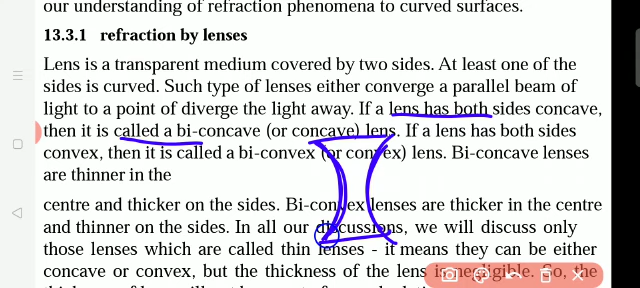 our understanding of refraction phenomena to curved surfaces.
13.3.1 refraction by lenses
Lens is a transparent medium covered by two sides. At least one of the
sides is curved. Such type of lenses either converge a parallel beam of
light to a point of diverge the light away. If a lens has both sides concave,
then it is called a bi-concave (or concave) lens. If a lens has both sides
convex, then it is called a bi-convex (or convex) lens. Bi-concave lenses
are thinner in the
centre and thicker on the sides. Bi-convex lenses are thicker in the centre
and thinner on the sides. In all our discussions, we will discuss only
those lenses which are called thin lenses - it means they can be either
concave or convex, but the thickness of the lens is negligible. So, the